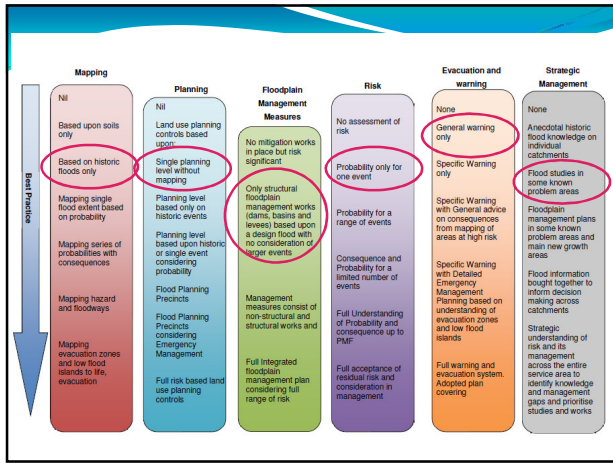 Mapping
Nil
Based upon soils
only
Based on historic
floods only
Mapping single
flood extent based
on probability
Mapping series of
probabilities with
consequences
Mapping hazard
and floodways
Mapping
evacuation zones
and low flood
islands to life,
evacuation
Planning
Nil
Land use planning
controls based
upon:
Single planning
level without
mapping
Planning level
based only on
historic events
Planning level
based upon historic
or single event
considering
probability
Flood Planning
Precincts
Flood Planning
Precincts
considering
Emergency
Management
Full risk based land
use planning
controls
Floodplain
Management
Measures
No mitigation works
in place but risk
significant
Only structural
floodplain
management works
(dams, basins and
levees) based upon
a design flood with
no consideration of
larger events
Management
measures consist of
non-structural and
structural works and
Full Integrated
floodplain
management plan
considering full
range of risk
Risk
No assessment of
risk
Probability only for
one event
Probability for a
range of events
Consequence and
Probability for a
limited number of
events
Full Understanding
of Probability and
consequence up to
PMF
Full acceptance of
residual risk and
consideration in
management
Evacuation and
warning
None
General warning
only
Specific Warning
only
Specific Warning
with General advice
on consequences
from mapping of
areas at high risk
Specific Warning
with Detailed
Emergency
Management
Planning based on
understanding of
evacuation zones
and low flood
islands
Full warning and
evacuation system.
Adopted plan
covering
Strategic
Management
None
Anecdotal historic
flood knowledge on
individual
catchments
Flood studies in
some known
problem areas
Floodplain
management plans
in some known
problem areas and
main new growth
areas
Flood information
bought together to
inform decision
making across
catchments
Strategic
understanding of
risk and its
management
across the entire
service area to
identify knowledge
and management
gaps and prioritise
studies and works
Best Practice